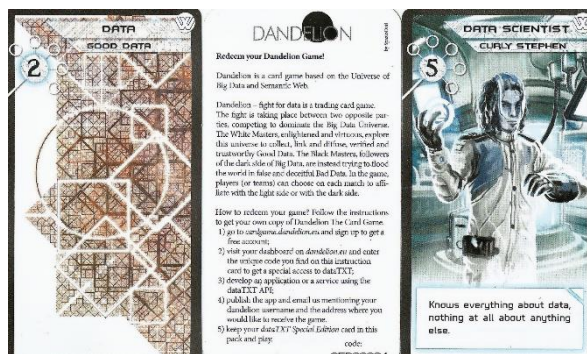 DATA
GOOD DATA
2
W
DANDELION
Redeem your Dandelion Game!
Dandelion is a card game based on the Universe of
Big Data and Semantic Web.
Dandelion – fight for data is a trading card game.
The fight is taking place between two opposite par-
ties, competing to dominate the Big Data Universe.
The White Masters, enlightened and virtuous, explore
this universe to collect, link and diffuse, verified and
trustworthy Good Data. The Black Masters, followers
of the dark side of Big Data, are instead trying to flood
the world in false and deceitful Bad Data. In the game,
players (or teams) can choose on each match to affi-
liate with the light side or with the dark side.
How to redeem your game? Follow the instructions
to get your own copy of Dandelion The Card Game.
1) go to cardgame.dandelion.eu and sign up to get a
free account;
2) visit your dashboard on dandelion.eu and enter
the unique code you find on this instruction
card to get a special access to dataTXT;
3) develop an application or a service using the
dataTXT API;
4) publish the app and email us mentioning your
dandelion username and the address where you
would like to receive the game.
5) keep your dataTXT Special Edition card in this
pack and play.
code:
DATA SCIENTIST
CURLY STEPHEN
5
W
Knows everything about data,
nothing at all about anything
else.